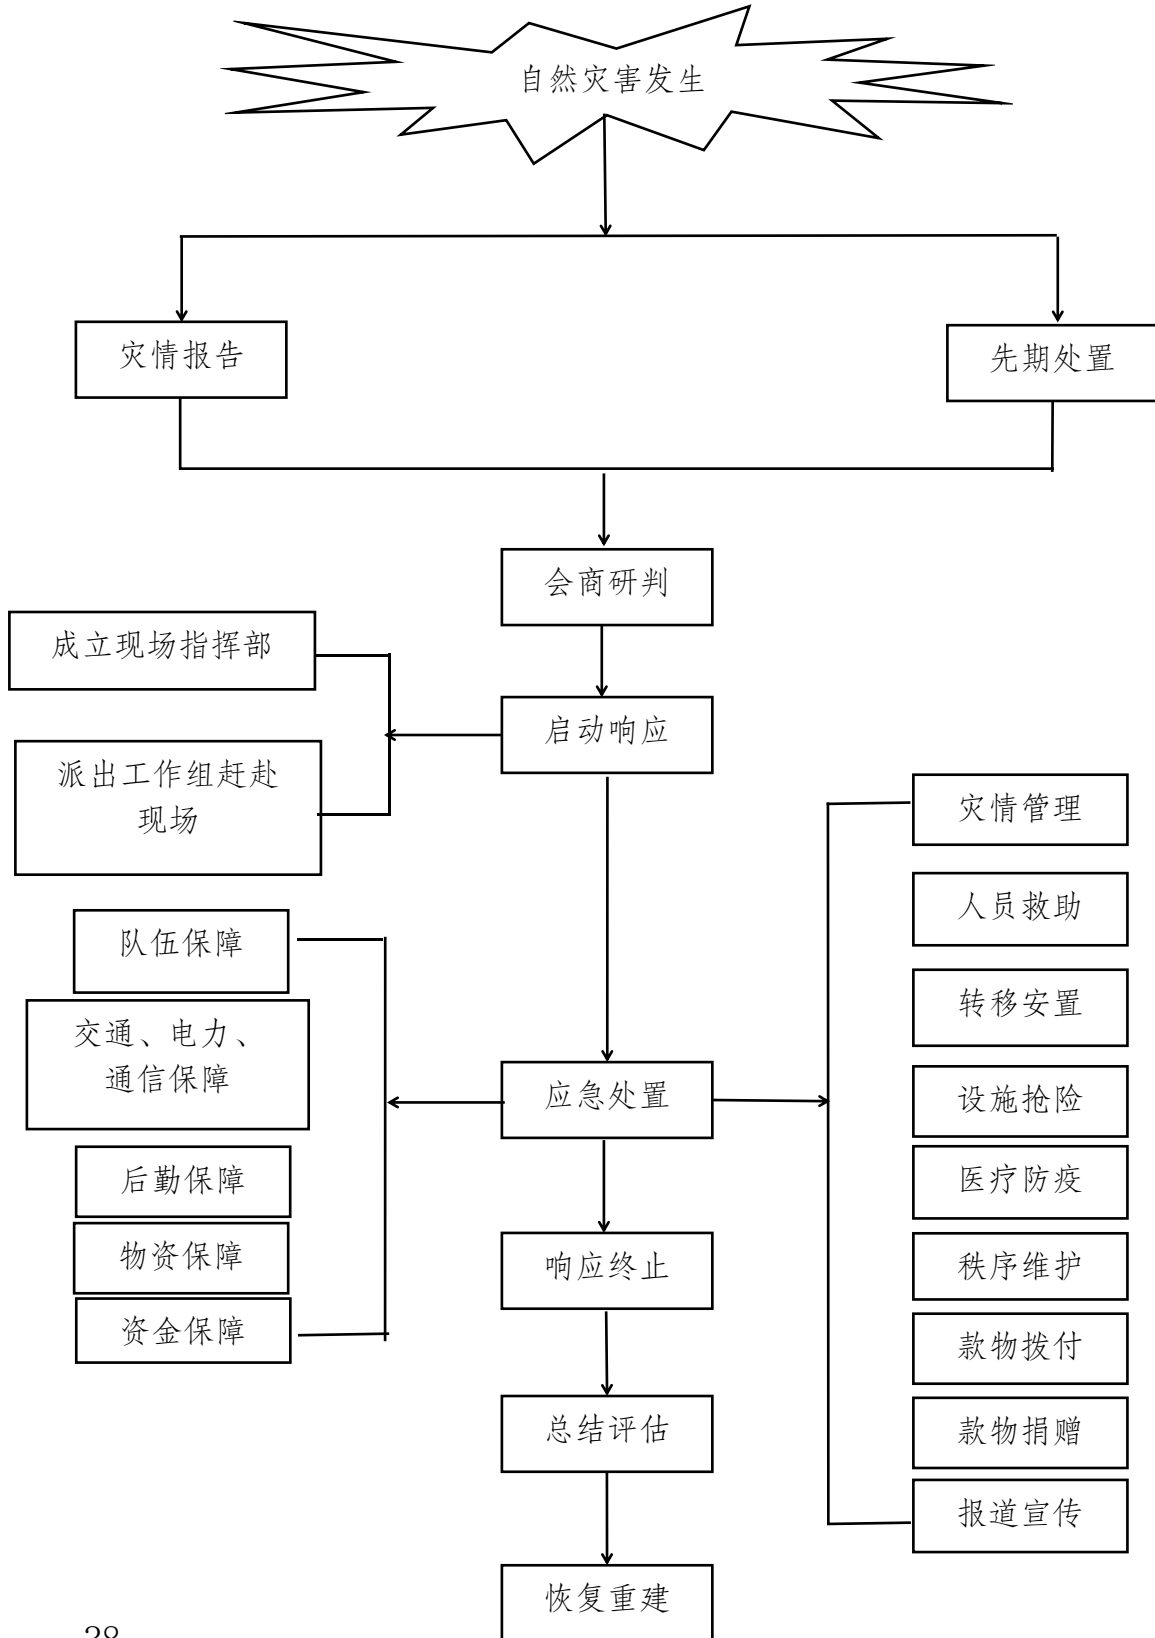 自然灾害发生
灾情报告
先期处置
会商研判
成立现场指挥部
启动响应
派出工作组赶赴
现场
灾情管理
人员救助
队伍保障
转移安置
交通、电力、
通信保障
应急处置
设施抢险
后勤保障
医疗防疫
物资保障
响应终止
秩序维护
资金保障
款物拨付
总结评估
款物捐赠
报道宣传
恢复重建
28